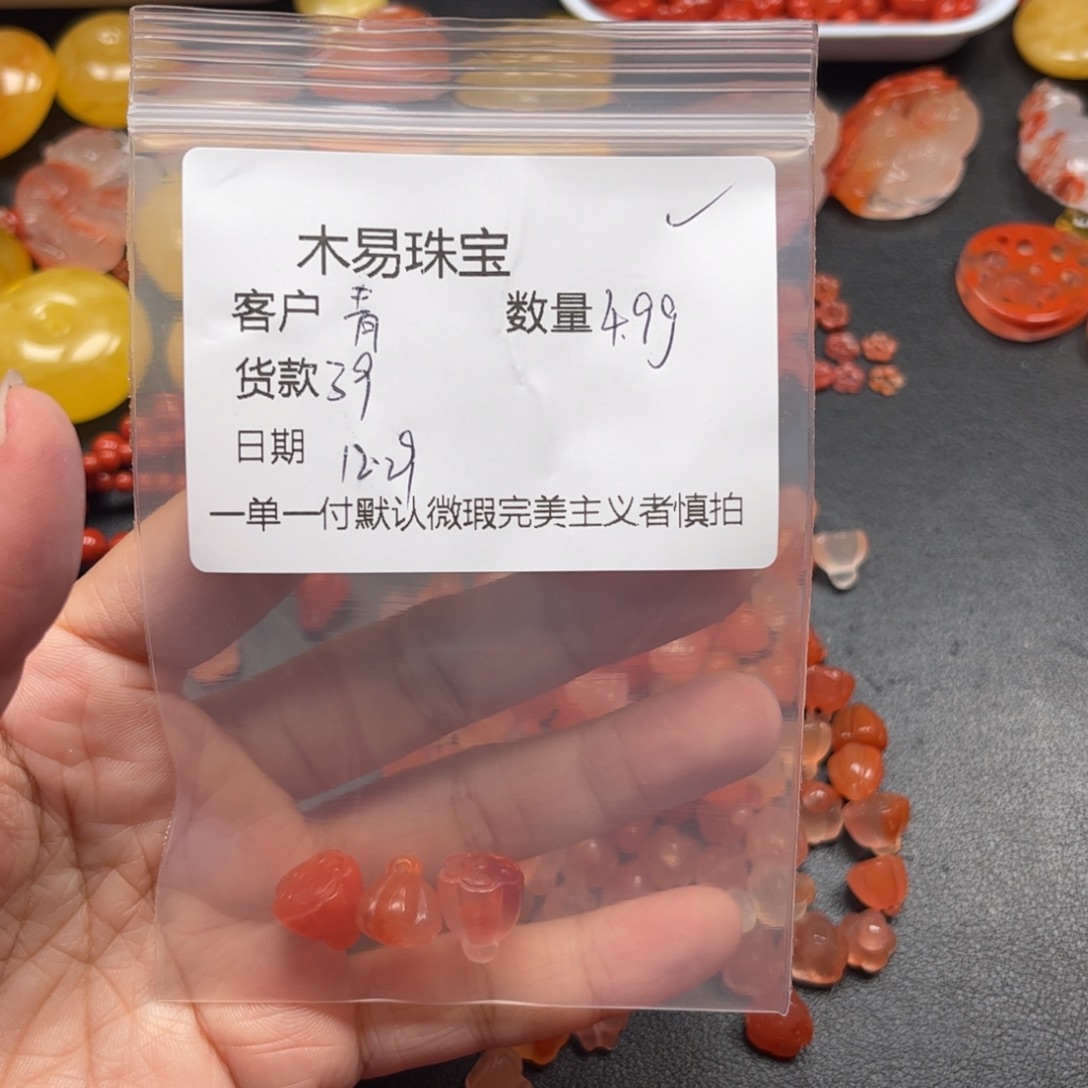 木易珠宝
客户 青 数量 4.99g
货款 39
日期 12.29
一单一付默认微瑕完美主义者慎拍